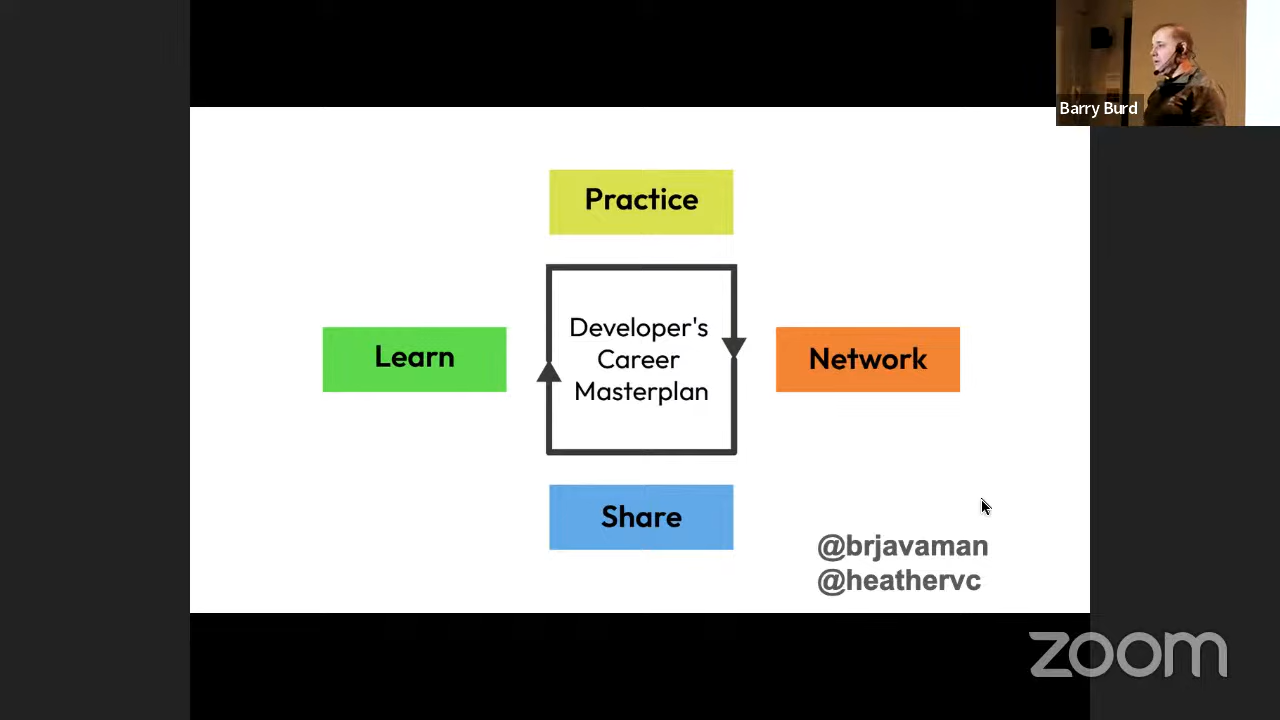 Barry Burd
Practice
Developer's
Career
Masterplan
Learn
Network
Share
@brjavaman
@heathervc
zoom